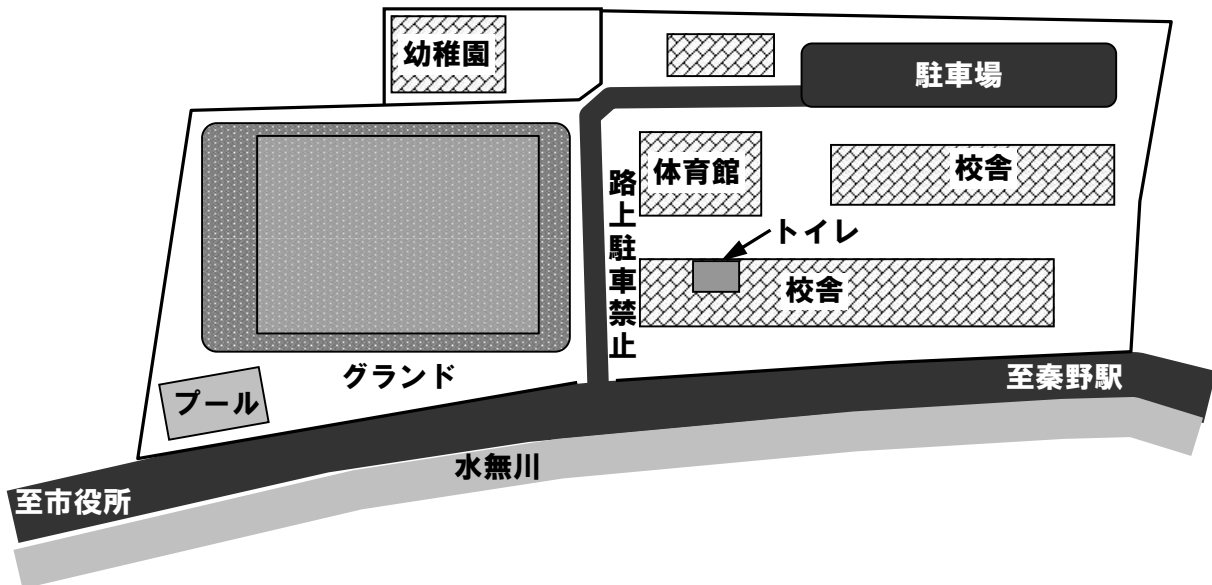 幼稚園
駐車場
体育館
校舎
路上駐車禁止
トイレ
校舎
グランド
プール
至秦野駅
水無川
至市役所